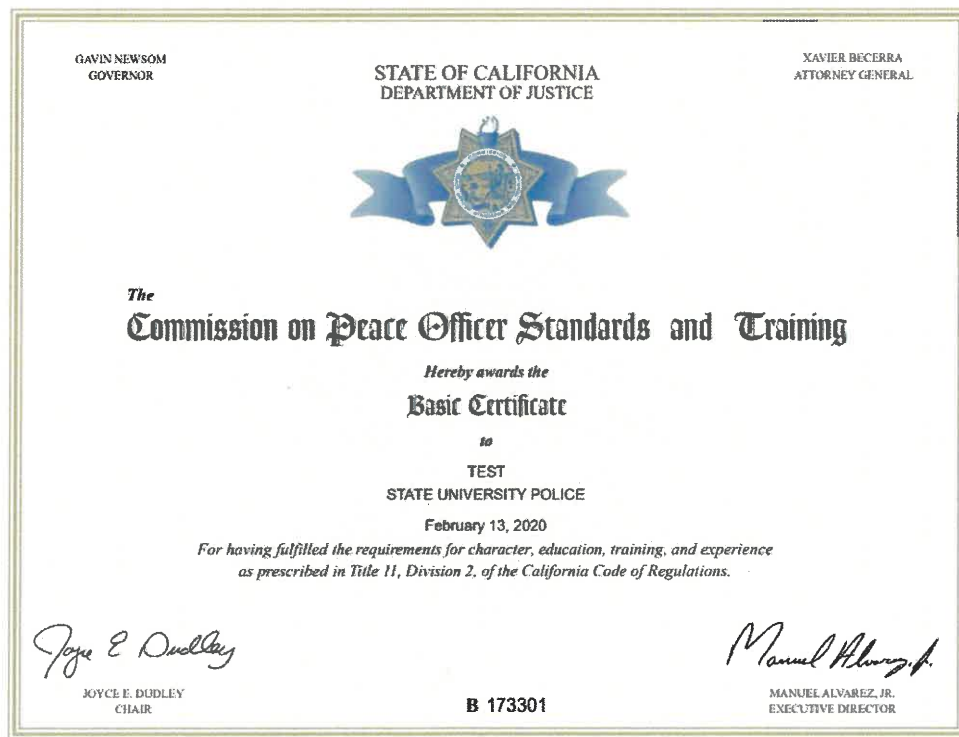 GAVIN NEWSOM
GOVERNOR
XAVIER BECERRA
ATTORNEY GENERAL
STATE OF CALIFORNIA
DEPARTMENT OF JUSTICE
The
Commission on Peace Officer Standards and Training
Hereby awards the
Basic Certificate
to
TEST
STATE UNIVERSITY POLICE
February 13, 2020
For having fulfilled the requirements for character, education, training, and experience
as prescribed in Title 11, Division 2, of the California Code of Regulations.
Joyce E Dudley
Manuel Alvarez, Jr.
JOYCE E. DUDLEY
CHAIR
B 173301
MANUEL ALVAREZ, JR.
EXECUTIVE DIRECTOR